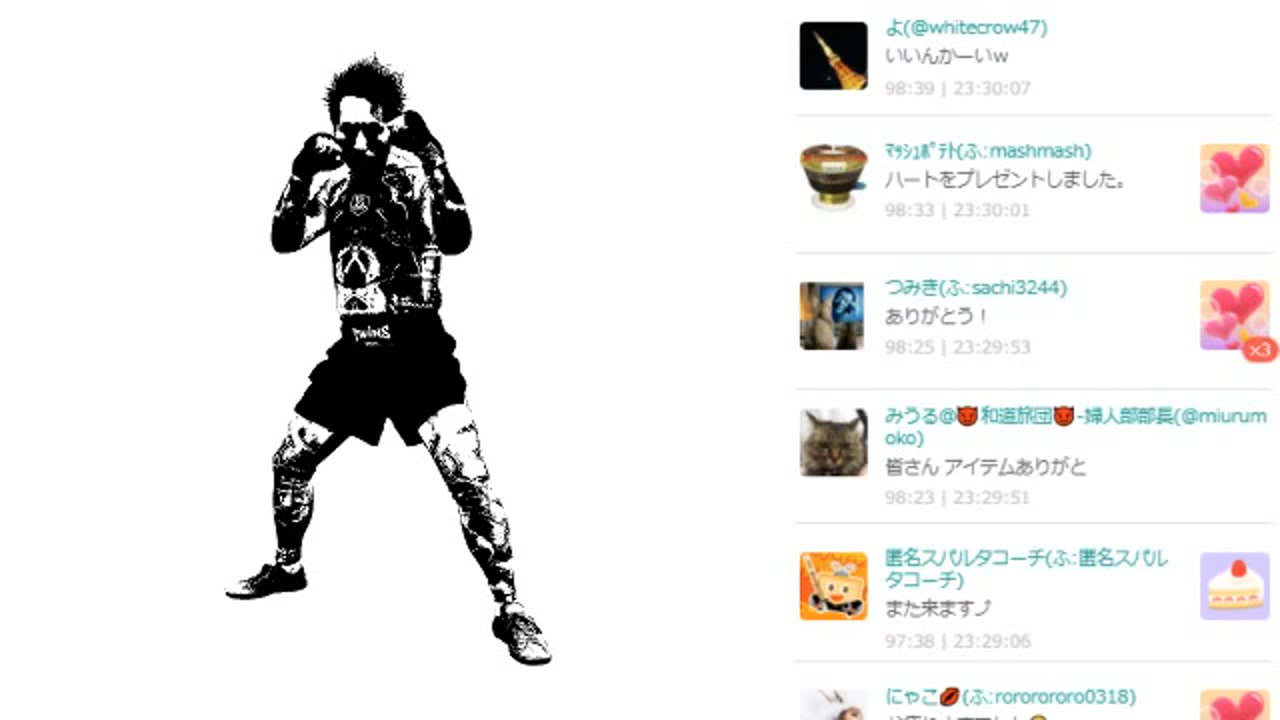 TWINS
よ(@whitecrow47)
いいんかーいw
98:39 | 23:30:07
ﾏｯｼｭﾎﾟﾃﾄ(ふ:mashmash)
ハートをプレゼントしました。
98:33 | 23:30:01
つみき(ふ:sachi3244)
ありがとう！
98:25 | 23:29:53
×3
みうる@👿和道旅団👿-婦人部部長(@miurum
oko)
皆さん アイテムありがと
98:23 | 23:29:51
匿名スパルタコーチ(ふ:匿名スパル
タコーチ)
また来ます⤴
97:38 | 23:29:06
にゃこ💋(ふ:rororororo0318)